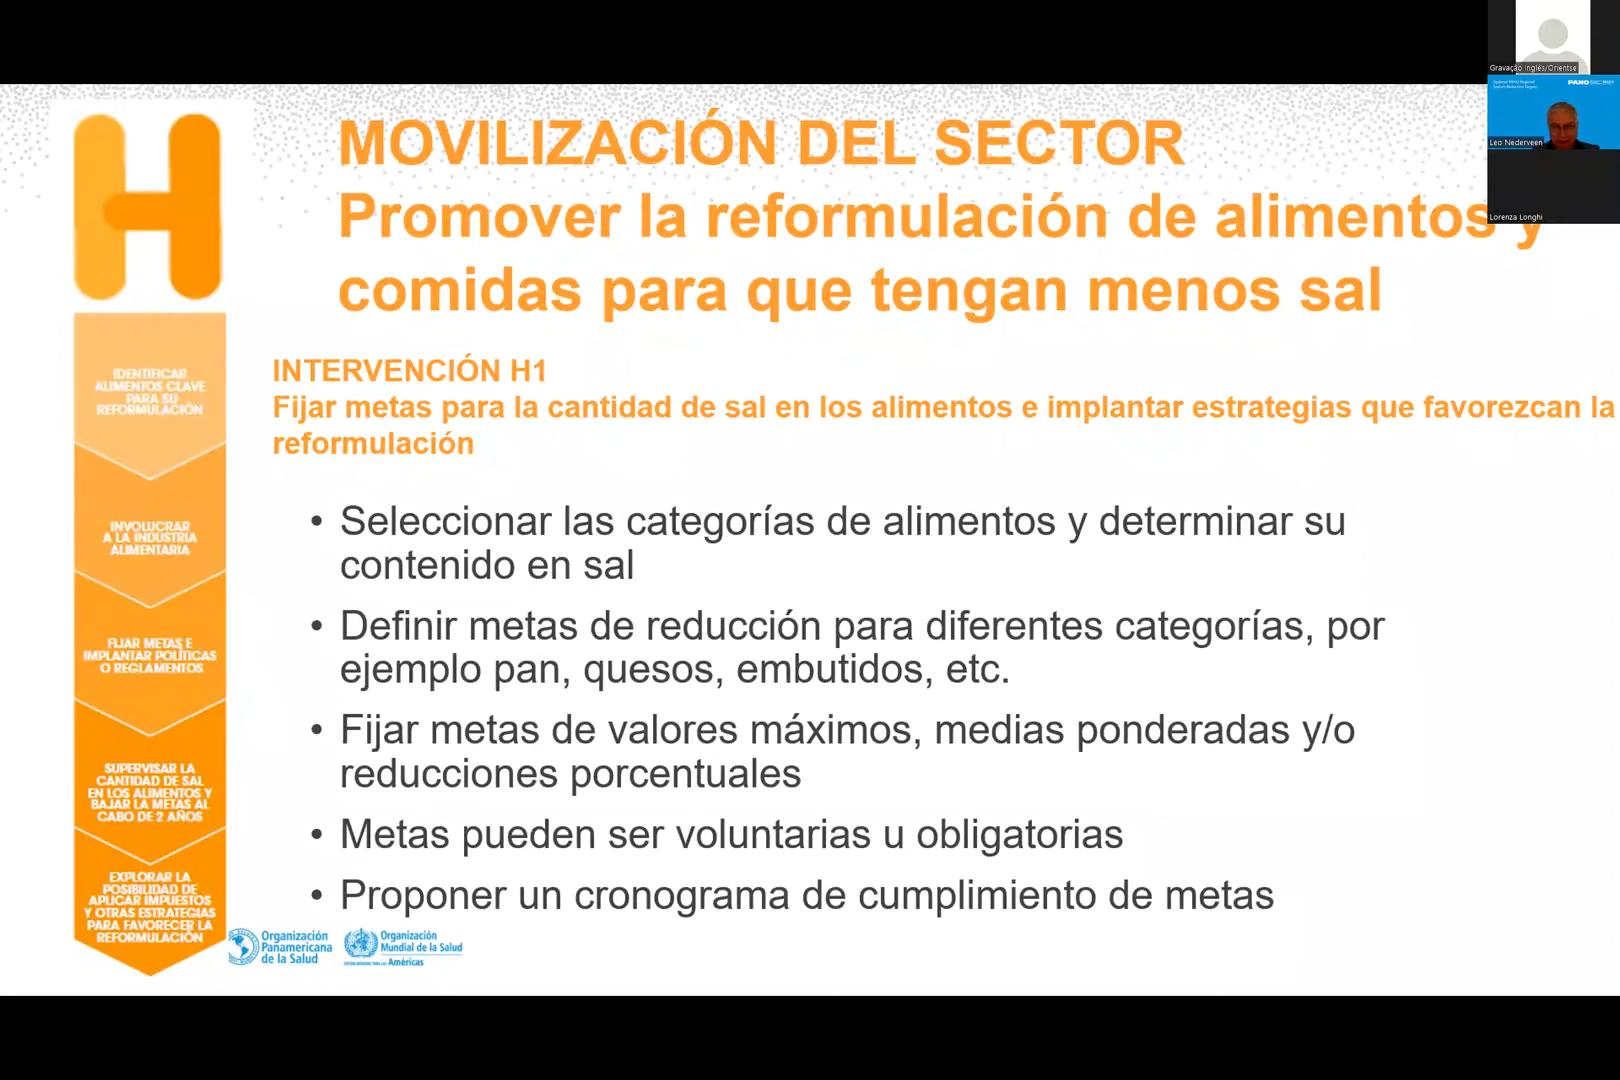 MOVILIZACIÓN DEL SECTOR
Promover la reformulación de alimentos y
comidas para que tengan menos sal
INTERVENCIÓN H1
Fijar metas para la cantidad de sal en los alimentos e implantar estrategias que favorezcan la
reformulación
• Seleccionar las categorías de alimentos y determinar su
contenido en sal
• Definir metas de reducción para diferentes categorías, por
ejemplo pan, quesos, embutidos, etc.
• Fijar metas de valores máximos, medias ponderadas y/o
reducciones porcentuales
• Metas pueden ser voluntarias u obligatorias
• Proponer un cronograma de cumplimiento de metas
H
IDENTIFICAR
ALIMENTOS CLAVE
PARA SU
REFORMULACIÓN
INVOLUCRAR
A LA INDUSTRIA
ALIMENTARIA
FIJAR METAS E
IMPLANTAR POLÍTICAS
O REGLAMENTOS
SUPERVISAR LA
CANTIDAD DE SAL
EN LOS ALIMENTOS Y
BAJAR LA METAS AL
CABO DE 2 AÑOS
EXPLORAR LA
POSIBILIDAD DE
APLICAR IMPUESTOS
Y OTRAS ESTRATEGIAS
PARA FAVORECER LA
REFORMULACIÓN
Organización
Panamericana
de la Salud
Organización
Mundial de la Salud
Américas
Gravação Inglês/Orientse
PAHO
Leo Nederveen
Lorenza Longhi